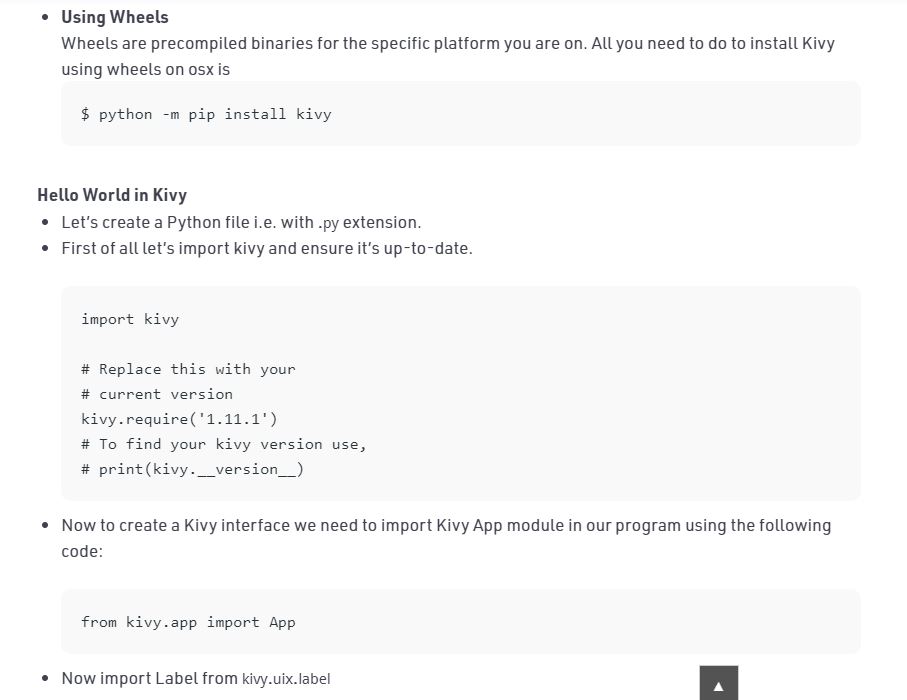 Using Wheels
Wheels are precompiled binaries for the specific platform you are on. All you need to do to install Kivy
using wheels on osx is
$ python -m pip install kivy
Hello World in Kivy
Let's create a Python file i.e. with .py extension.
First of all let's import kivy and ensure it's up-to-date.
import kivy
# Replace this with your
# current version
kivy.require('1.11.1')
# To find your kivy version use,
# print(kivy.__version__)
Now to create a Kivy interface we need to import Kivy App module in our program using the following
code:
from kivy.app import App
Now import Label from kivy.uix.label